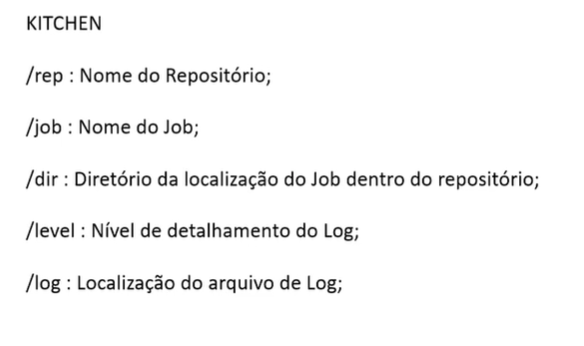 KITCHEN
/rep : Nome do Repositório;
/job : Nome do Job;
/dir : Diretório da localização do Job dentro do repositório;
/level : Nível de detalhamento do Log;
/log : Localização do arquivo de Log;